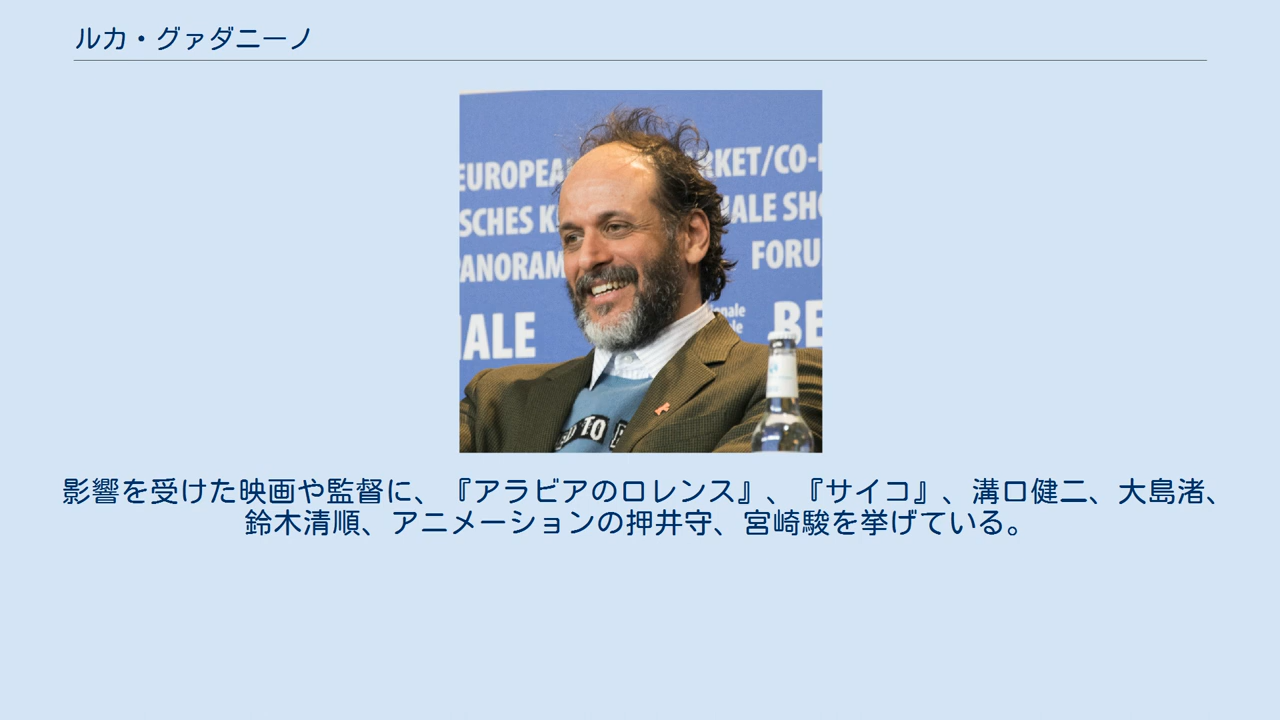 ルカ・グァダニーノ
EUROPEA RKET/CO-
SCHES K ALE SHO
ANORAM FORU
IALE BE
TO
影響を受けた映画や監督に、『アラビアのロレンス』、『サイコ』、溝口健二、大島渚、
鈴木清順、アニメーションの押井守、宮崎駿を挙げている。